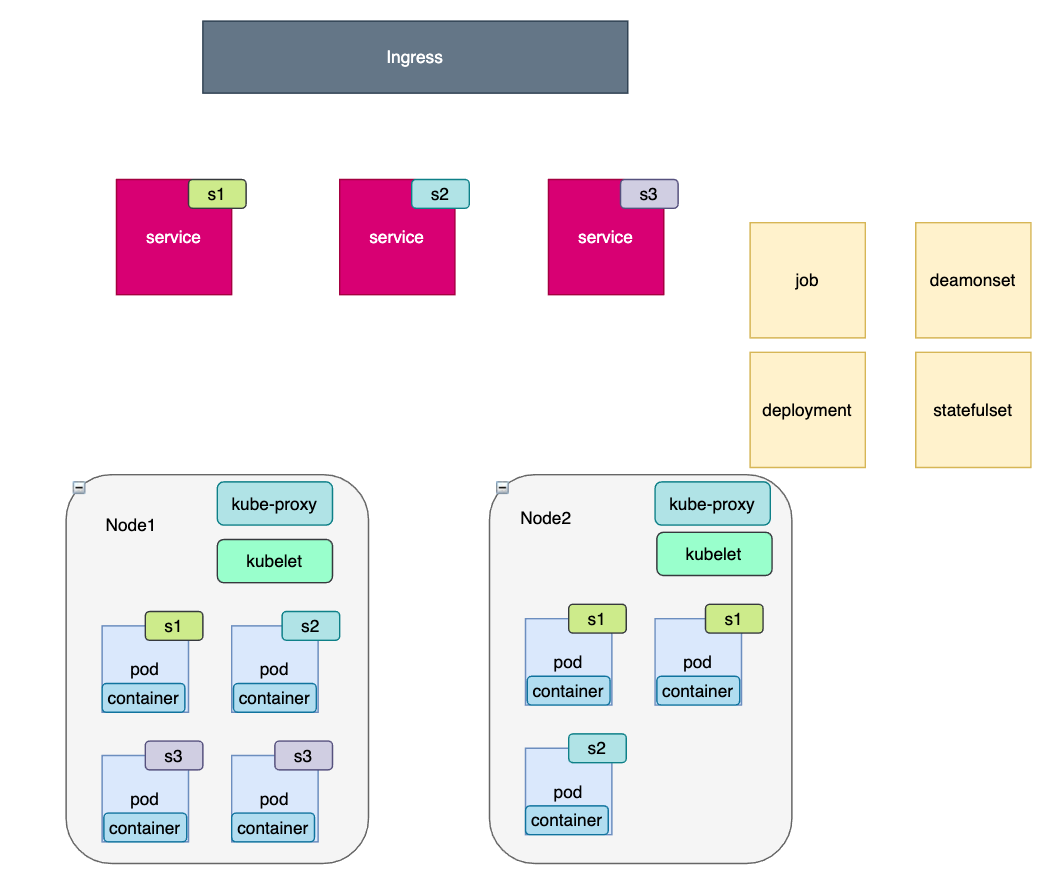 Ingress
s1
service
s2
service
s3
service
job
deamonset
deployment
statefulset
Node1
kube-proxy
kubelet
s1
pod
container
s2
pod
container
s3
pod
container
s3
pod
container
Node2
kube-proxy
kubelet
s1
pod
container
s1
pod
container
s2
pod
container